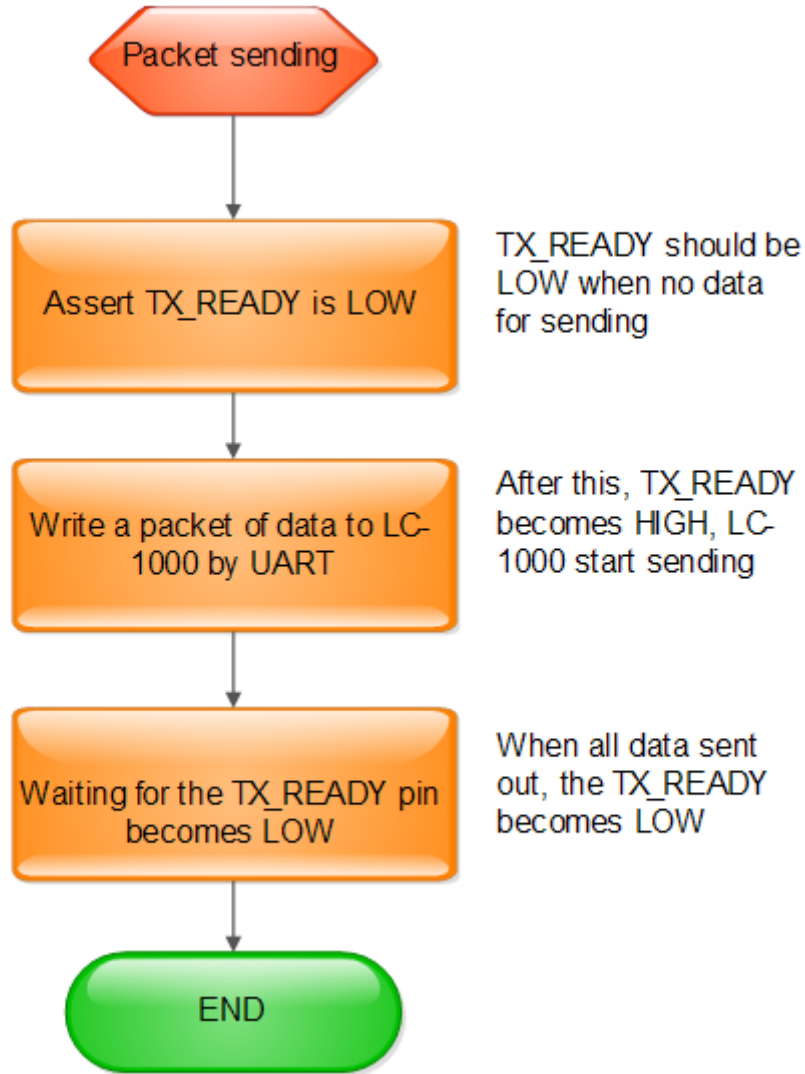 Packet sending
Assert TX_READY is LOW
TX_READY should be
LOW when no data
for sending
Write a packet of data to LC-
1000 by UART
After this, TX_READY
becomes HIGH, LC-
1000 start sending
Waiting for the TX_READY pin
becomes LOW
When all data sent
out, the TX_READY
becomes LOW
END